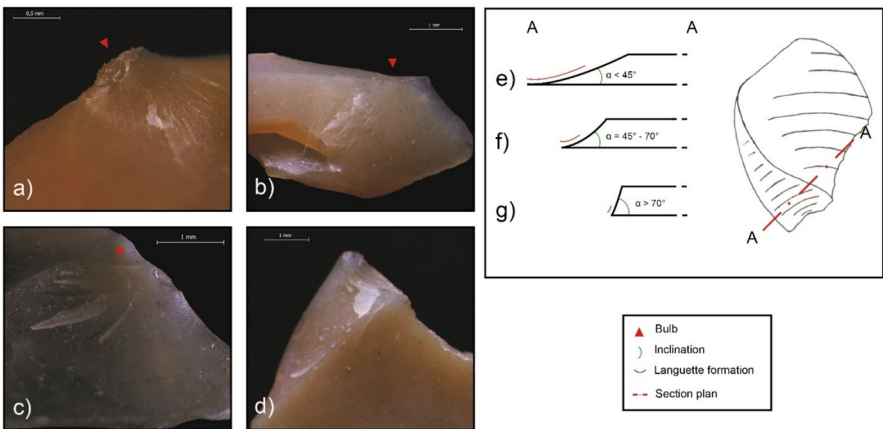 0,5 mm
a)
1 mm
b)
1 mm
c)
1 mm
d)
A A
e) α < 45°
f) α = 45° - 70°
g) α > 70°
A
A
Bulb
Inclination
Languette formation
Section plan